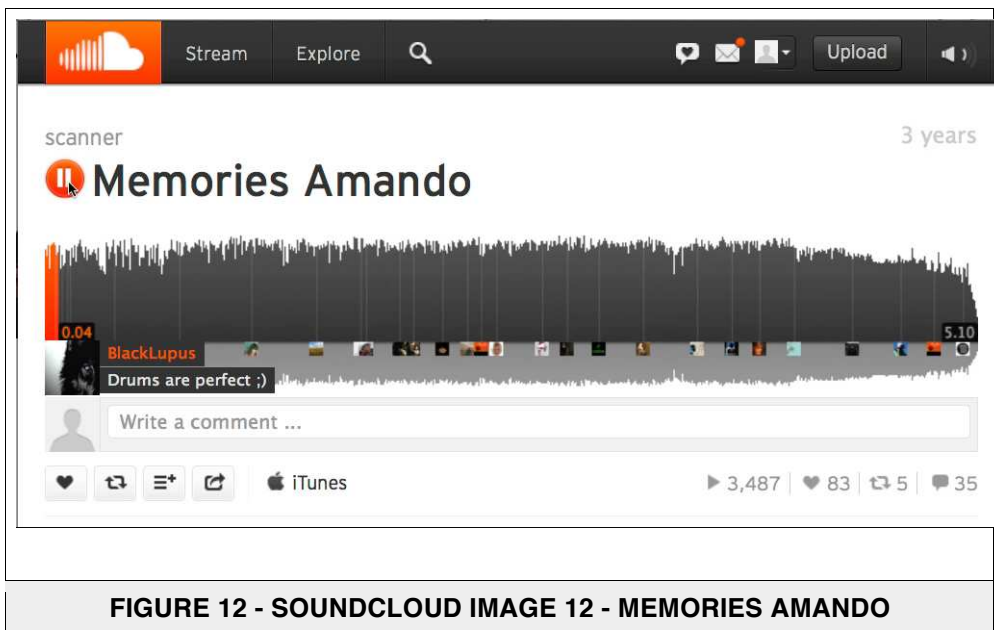 Stream Explore Upload
scanner 3 years
Memories Amando
0.04 5.10
BlackLupus
Drums are perfect ;)
Write a comment ...
iTunes 3,487 83 5 35
FIGURE 12 - SOUNDCLOUD IMAGE 12 - MEMORIES AMANDO